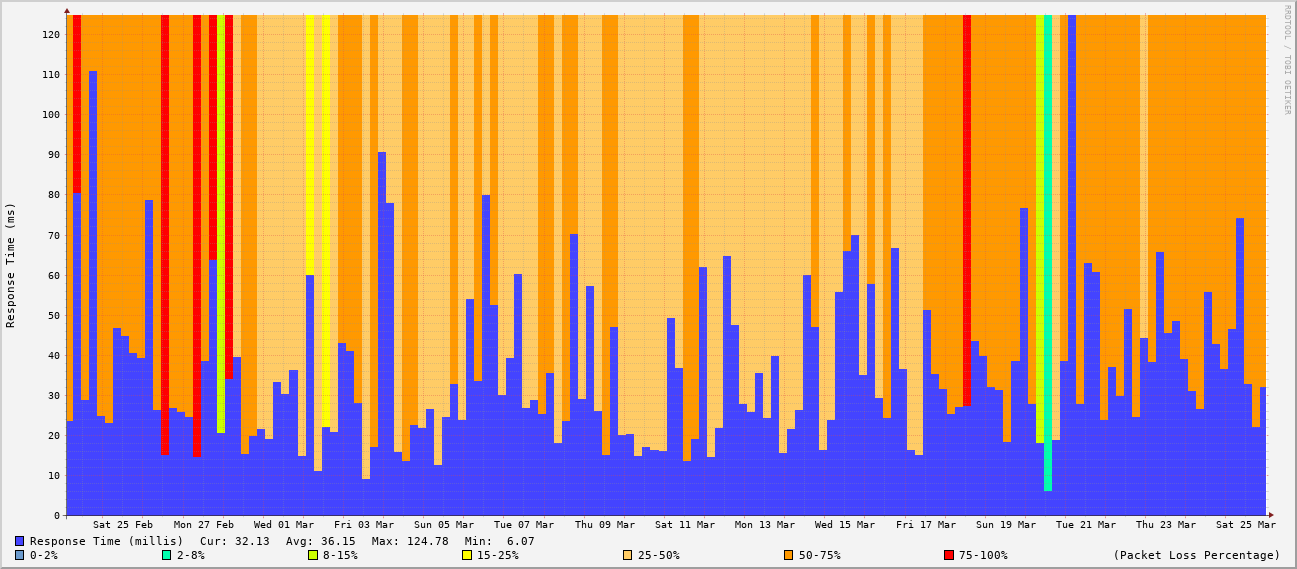 RRDTOOL / TOBI OETIKER
Response Time (ms)
120
110
100
90
80
70
60
50
40
30
20
10
0
Sat 25 Feb Mon 27 Feb Wed 01 Mar Fri 03 Mar Sun 05 Mar Tue 07 Mar Thu 09 Mar Sat 11 Mar Mon 13 Mar Wed 15 Mar Fri 17 Mar Sun 19 Mar Tue 21 Mar Thu 23 Mar Sat 25 Mar
Response Time (millis) Cur: 32.13 Avg: 36.15 Max: 124.78 Min: 6.07
0-2% 2-8% 8-15% 15-25% 25-50% 50-75% 75-100% (Packet Loss Percentage)